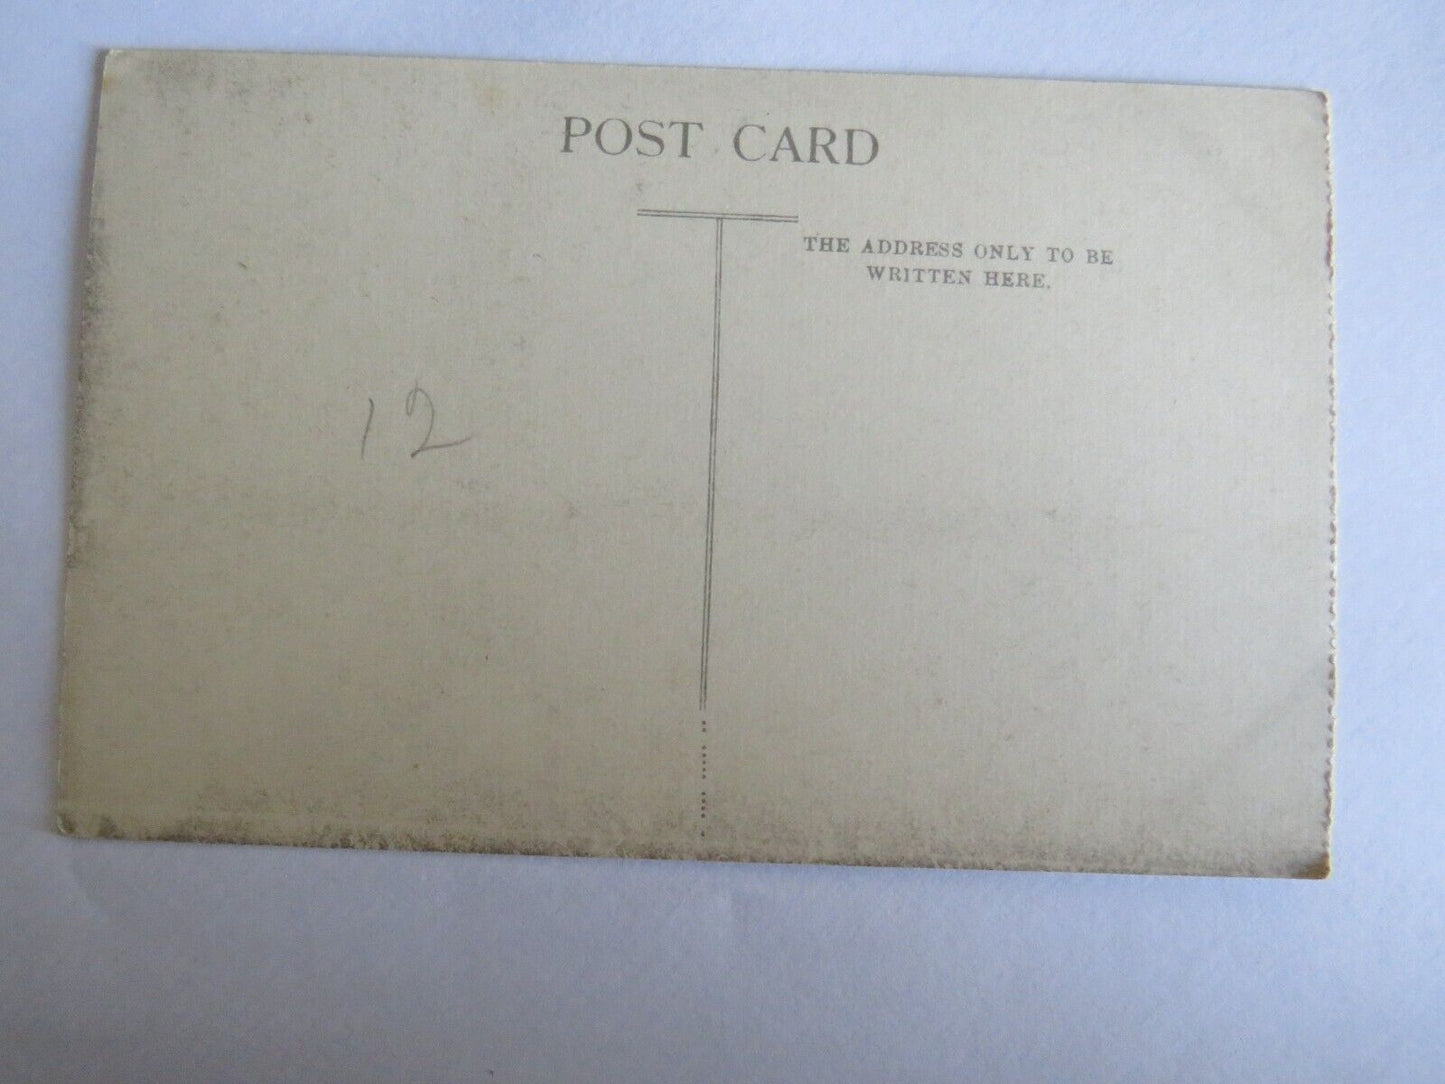 POST CARD
THE ADDRESS ONLY TO BE
WRITTEN HERE.
12